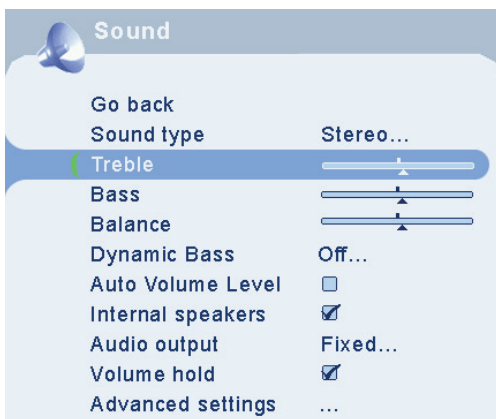 Sound
Go back
Sound type Stereo...
Treble
Bass
Balance
Dynamic Bass Off...
Auto Volume Level
Internal speakers
Audio output Fixed...
Volume hold
Advanced settings ...